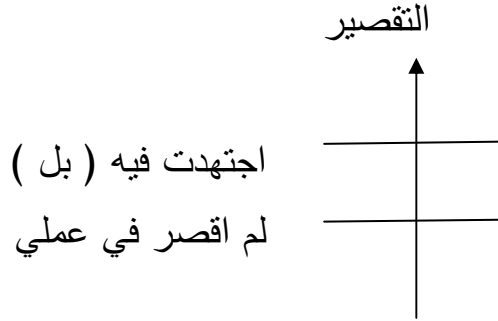 التقصير
اجتهدت فيه ( بل )
لم اقصر في عملي